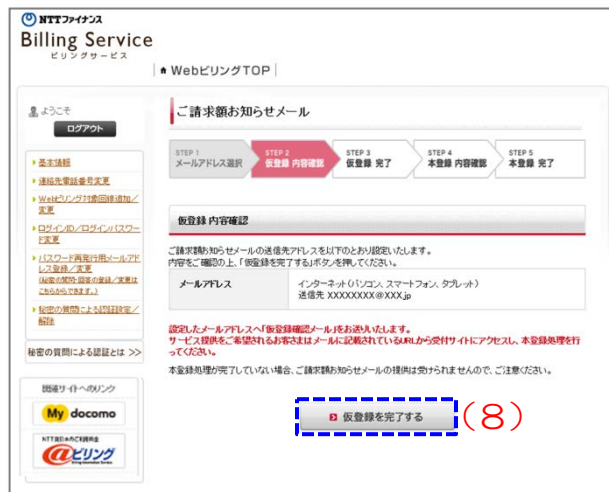 NTTファイナンス
Billing Service
ビリングサービス
WebビリングTOP
ようこそ
ログアウト
基本情報
連絡先電話番号変更
Webビリング対象回線追加/
変更
ログインID/ログインパスワー
ド変更
パスワード再発行用メールアド
レス登録/変更
(秘密の質問・回答の登録/変更は
こちらからできます。)
秘密の質問による認証設定/
解除
秘密の質問による認証とは >>
関連サイトへのリンク
My docomo
NTT東日本のご利用料金
@ビリング
ご請求額お知らせメール
STEP 1
メールアドレス選択
STEP 2
仮登録 内容確認
STEP 3
仮登録 完了
STEP 4
本登録 内容確認
STEP 5
本登録 完了
仮登録 内容確認
ご請求額お知らせメールの送信先アドレスを以下のとおり設定いたします。
内容をご確認の上、「仮登録を完了する」ボタンを押してください。
メールアドレス
インターネット(パソコン、スマートフォン、タブレット)
送信先 XXXXXXXX@XXX.jp
設定したメールアドレスへ「仮登録確認メール」をお送りいたします。
サービス提供をご希望されるお客さまはメールに記載されているURLから受付サイトにアクセスし、本登録処理を行
ってください。
本登録処理が完了していない場合、ご請求額お知らせメールの提供は受けられませんので、ご注意ください。
仮登録を完了する
(8)